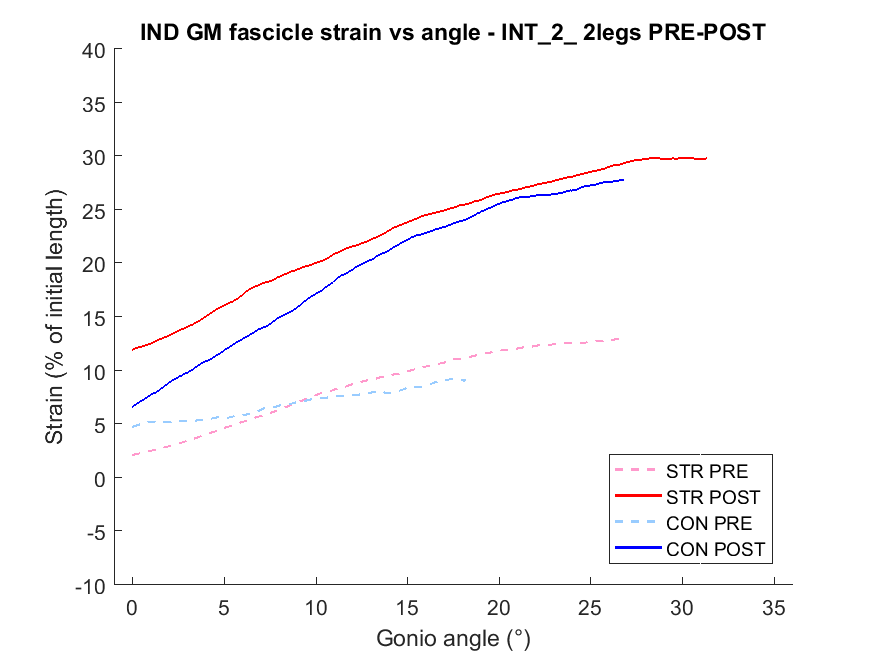 IND GM fascicle strain vs angle - INT_2_ 2legs PRE-POST
40
35
30
25
20
15
10
5
0
-5
-10
Strain (% of initial length)
0 5 10 15 20 25 30 35
Gonio angle (°)
STR PRE
STR POST
CON PRE
CON POST